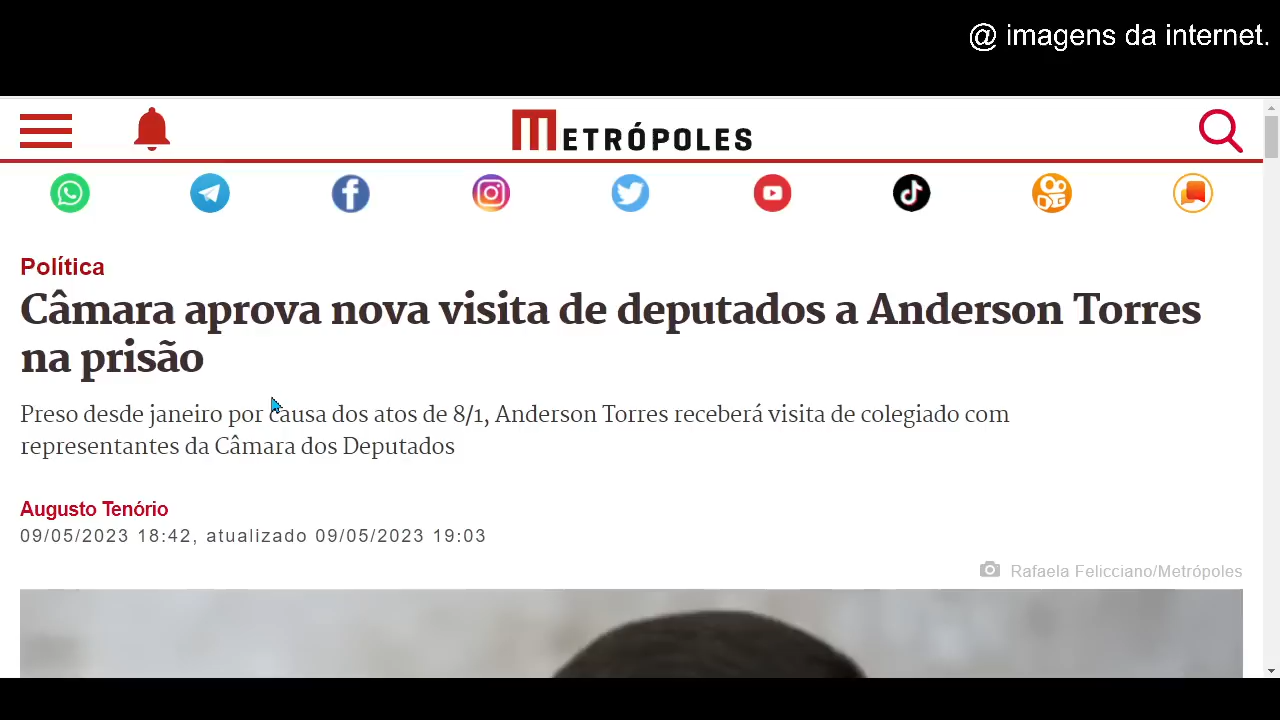 @ imagens da internet.
METRÓPOLES
Política
Câmara aprova nova visita de deputados a Anderson Torres
na prisão
Preso desde janeiro por causa dos atos de 8/1, Anderson Torres receberá visita de colegiado com
representantes da Câmara dos Deputados
Augusto Tenório
09/05/2023 18:42, atualizado 09/05/2023 19:03
Rafaela Felicciano/Metrópoles